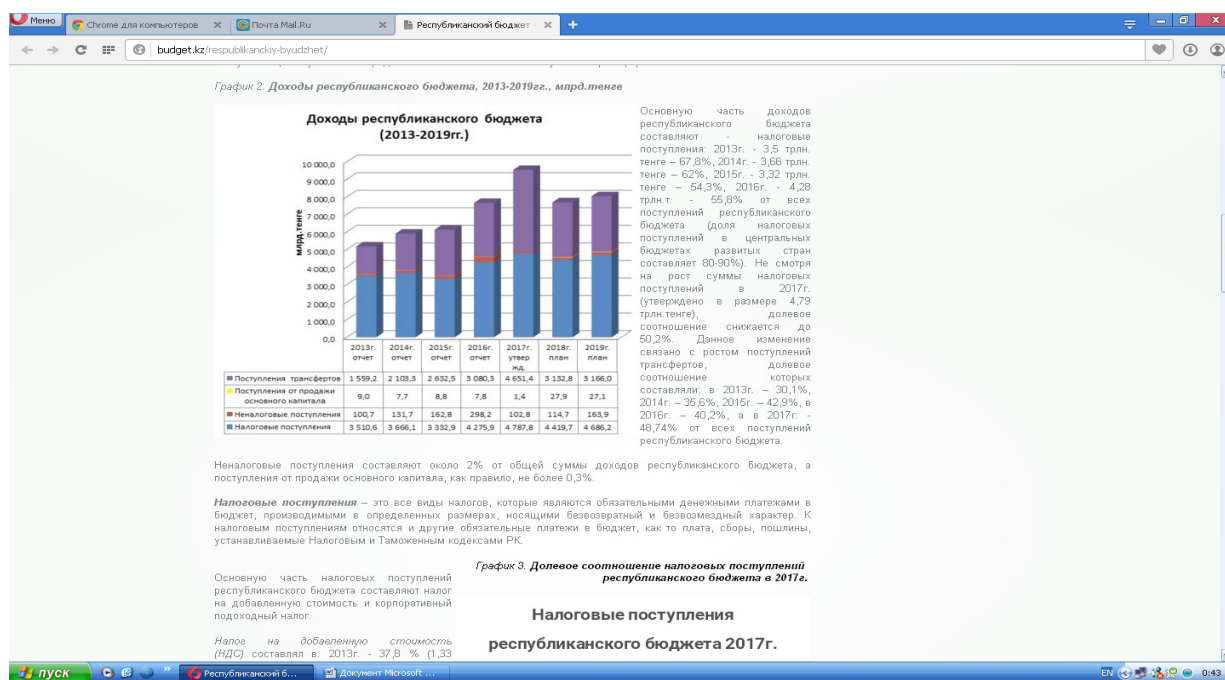 Меню
Chrome для компьютеров
Почта Mail.Ru
Республиканский бюджет
budget.kz/respublikanckiy-byudzhet/
График 2. Доходы республиканского бюджета, 2013-2019гг., млрд.тенге
Доходы республиканского бюджета
(2013-2019гг.)
млрд.тенге
10 000,0
9 000,0
8 000,0
7 000,0
6 000,0
5 000,0
4 000,0
3 000,0
2 000,0
1 000,0
0,0
2013г. отчет 2014г. отчет 2015г. отчет 2016г. отчет 2017г. утвер жд. 2018г. план 2019г. план
Поступления трансфертов 1 559,2 2 103,3 2 632,5 3 080,3 4 651,4 3 132,8 3 166,0
Поступления от продажи основного капитала 9,0 7,7 8,8 7,8 1,4 27,9 27,1
Неналоговые поступления 100,7 131,7 162,8 298,2 102,8 114,7 163,9
Налоговые поступления 3 510,6 3 666,1 3 332,9 4 275,9 4 787,8 4 419,7 4 686,2
Основную часть доходов
республиканского бюджета
составляют - налоговые
поступления: 2013г. - 3,5 трлн.
тенге – 67,8%, 2014г. - 3,66 трлн.
тенге – 62%, 2015г. - 3,32 трлн.
тенге – 54,3%, 2016г. - 4,28
трлн.т. - 55,8% от всех
поступлений республиканского
бюджета (доля налоговых
поступлений в центральных
бюджетах развитых стран
составляет 80-90%). Не смотря
на рост суммы налоговых
поступлений в 2017г.
(утверждено в размере 4,79
трлн.тенге), долевое
соотношение снижается до
50,2%. Данное изменение
связано с ростом поступлений
трансфертов, долевое
соотношение которых
составляли: в 2013г. – 30,1%,
2014г. – 35,6%, 2015г. – 42,9%, в
2016г. – 40,2%, а в 2017г. -
48,74% от всех поступлений
республиканского бюджета.
Неналоговые поступления составляют около 2% от общей суммы доходов республиканского бюджета, а
поступления от продажи основного капитала, как правило, не более 0,3%.
Налоговые поступления – это все виды налогов, которые являются обязательными денежными платежами в
бюджет, производимыми в определенных размерах, носящими безвозвратный и безвозмездный характер. К
налоговым поступлениям относятся и другие обязательные платежи в бюджет, как то плата, сборы, пошлины,
устанавливаемые Налоговым и Таможенным кодексами РК.
График 3. Долевое соотношение налоговых поступлений
республиканского бюджета в 2017г.
Основную часть налоговых поступлений
республиканского бюджета составляют налог
на добавленную стоимость и корпоративный
подоходный налог.
Налог на добавленную стоимость
(НДС) составлял в: 2013г. - 37,8 % (1,33
Налоговые поступления
республиканского бюджета 2017г.
пуск
Республиканский б...
Документ Microsoft ...
EN
0:43